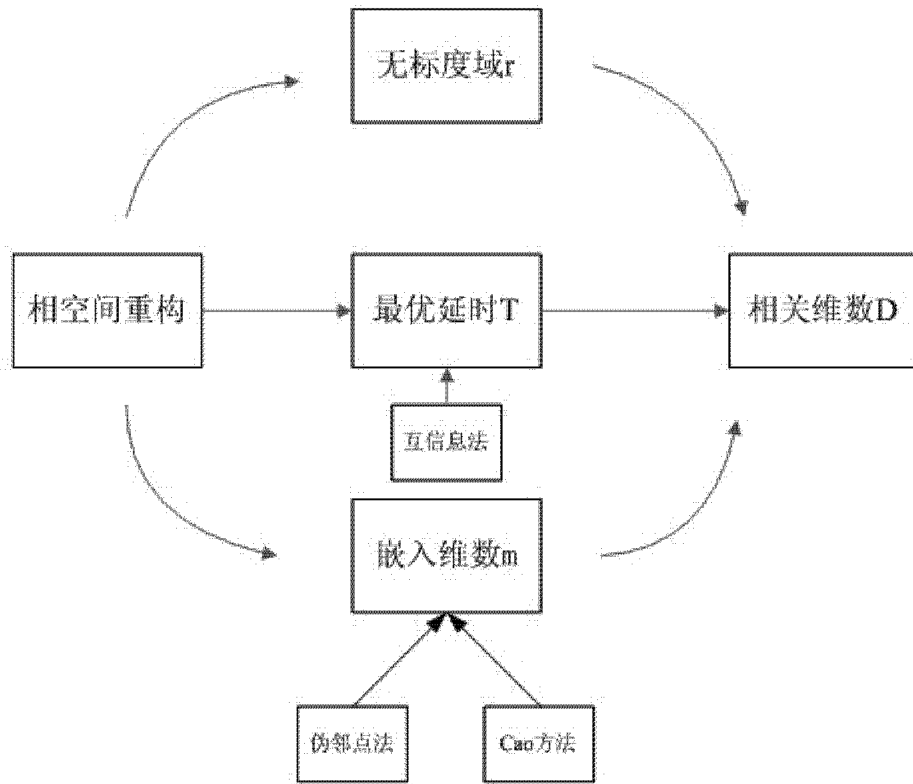 无标度域r
相空间重构
最优延时T
相关维数D
互信息法
嵌入维数m
伪邻点法
Cao方法